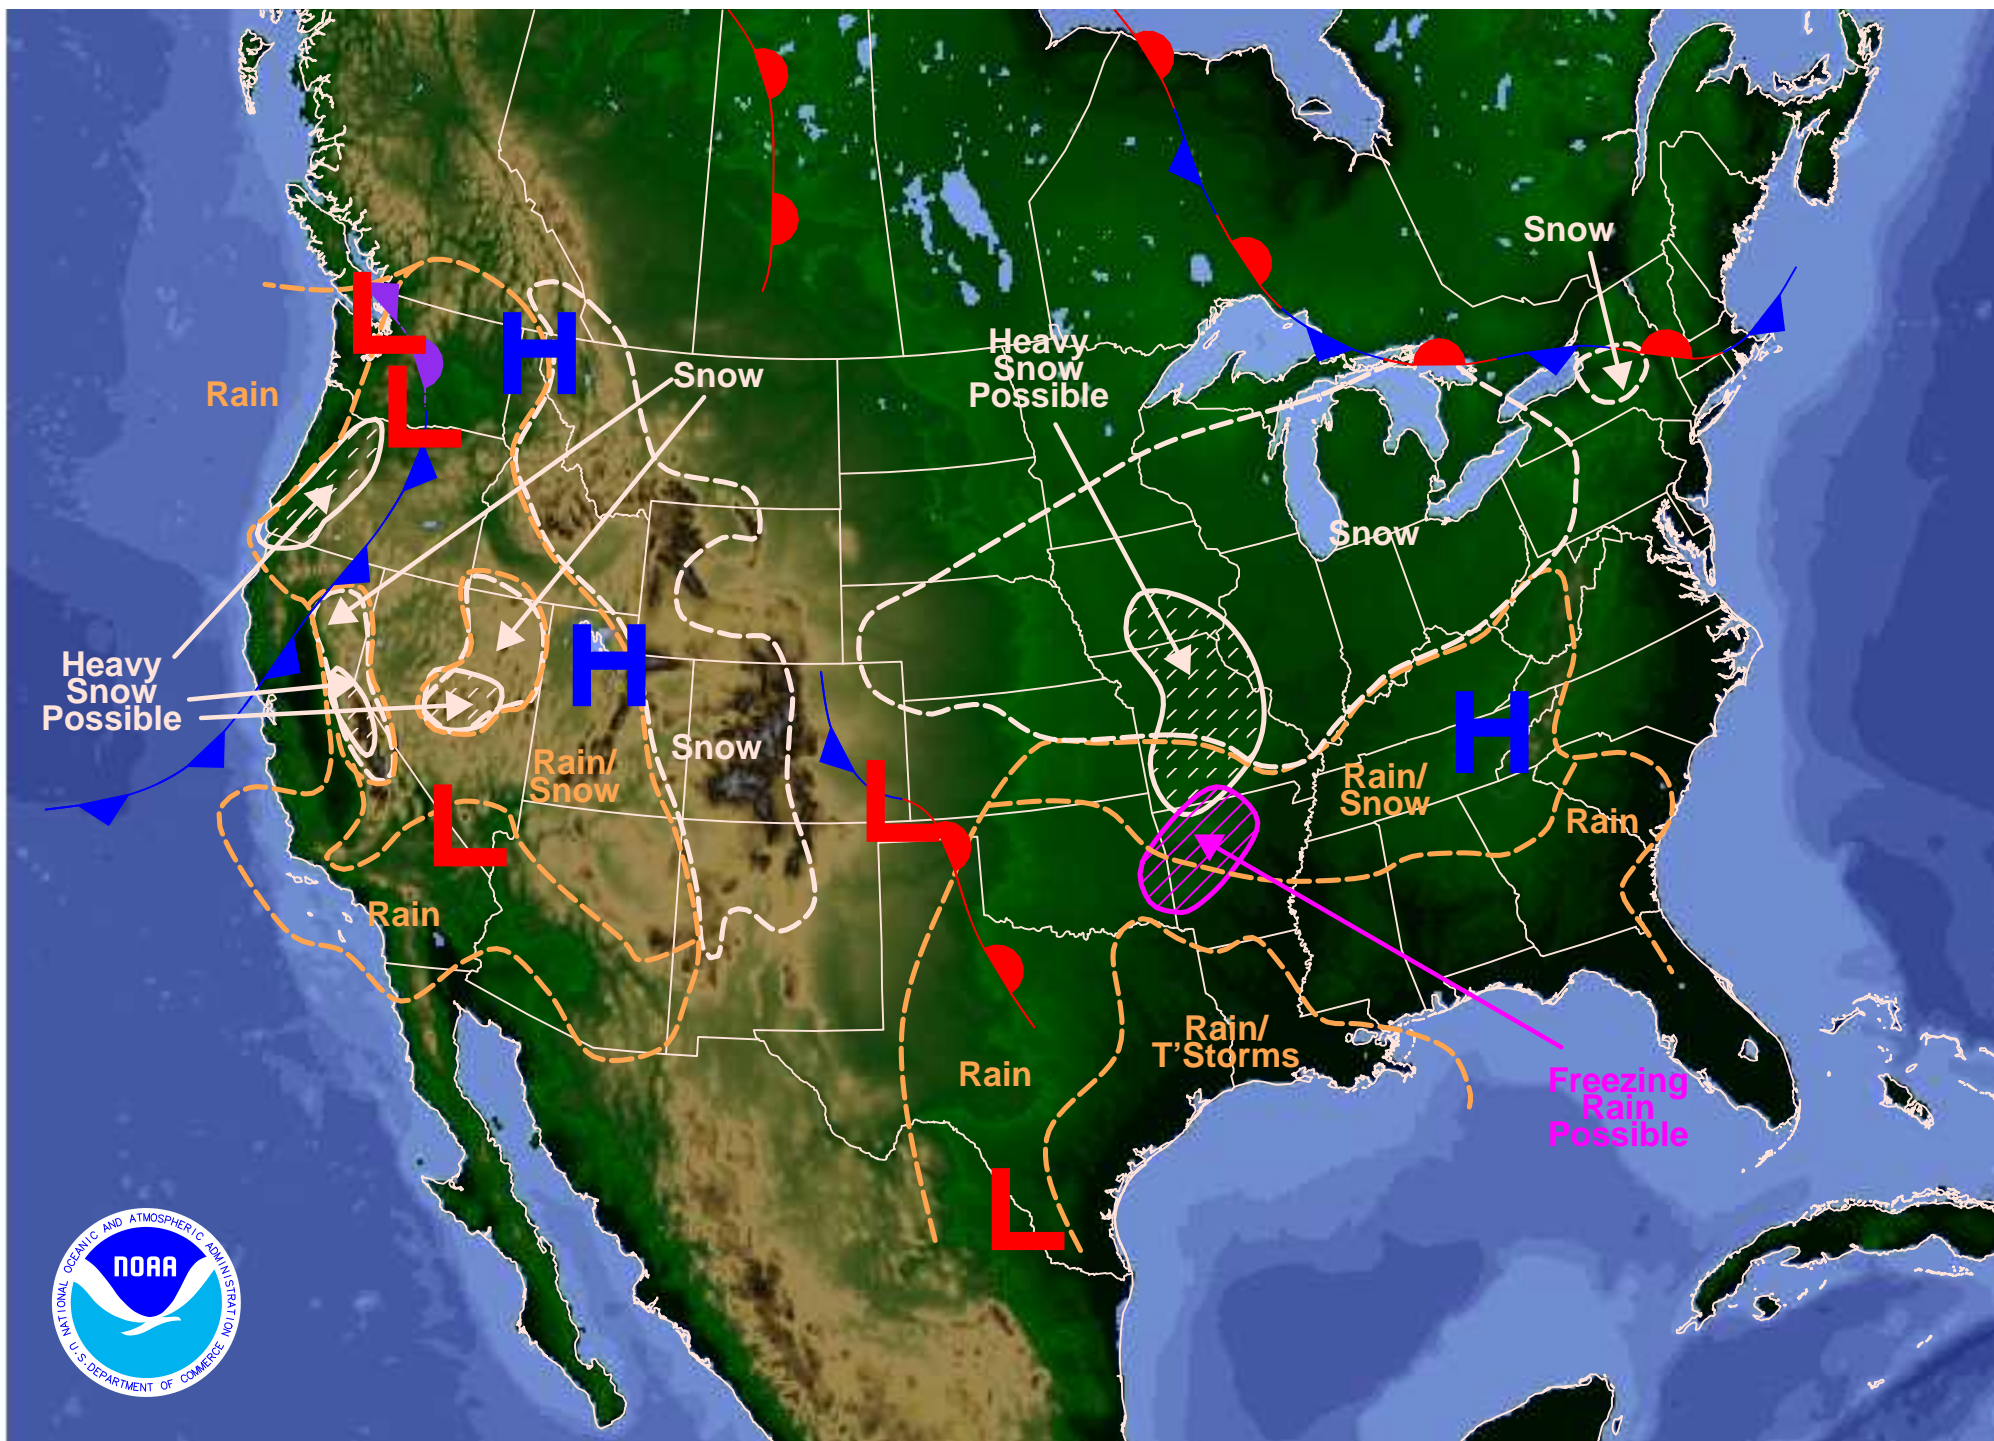 Snow
Heavy
Snow
Possible
L
H
Snow
Rain
L
Snow
Heavy
Snow
Possible
H
H
Rain/
Snow
Snow
Rain/
Snow
L
L
Rain
Rain
Rain
Rain/
T'Storms
Freezing
Rain
Possible
L
NATIONAL OCEANIC AND ATMOSPHERIC ADMINISTRATION
NOAA
U.S. DEPARTMENT OF COMMERCE